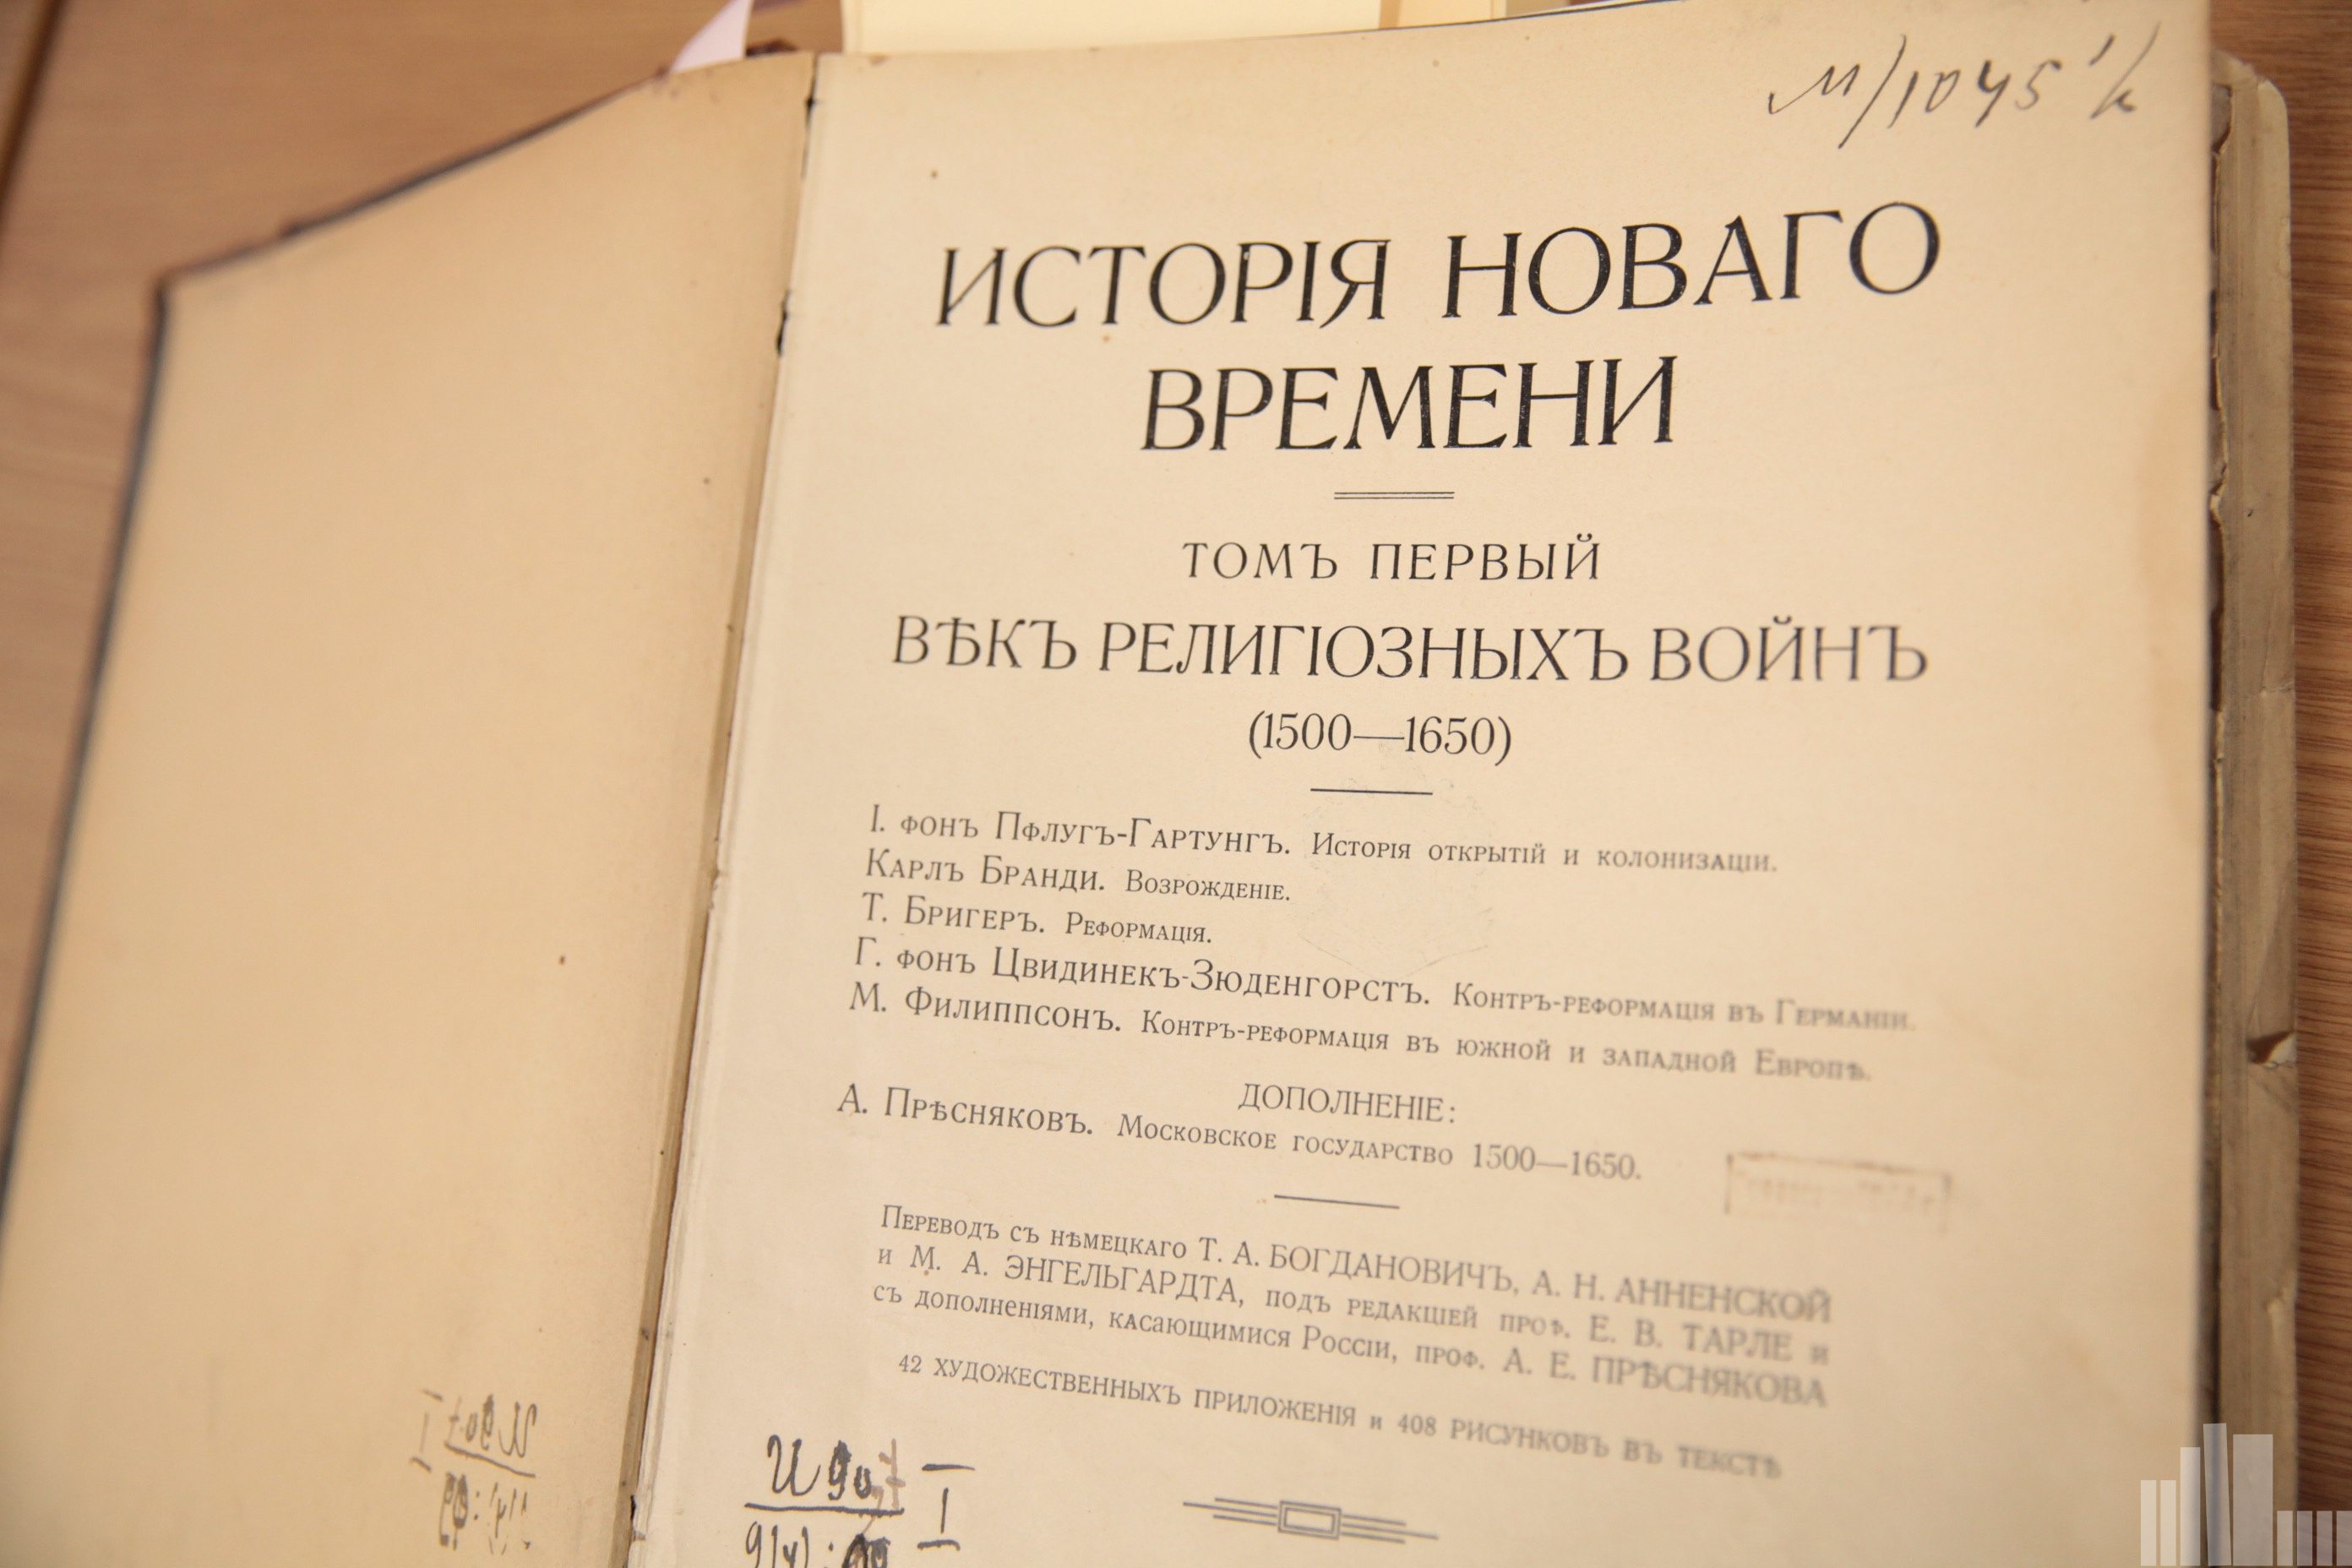 М/1045 '/к
ИСТОРІЯ НОВАГО
ВРЕМЕНИ
ТОМЪ ПЕРВЫЙ
ВѢКЪ РЕЛИГІОЗНЫХЪ ВОЙНЪ
(1500—1650)
І. фонъ Пфлугъ-Гартунгъ. Исторія открытій и колонизаціи.
Карлъ Бранди. Возрожденіе.
Т. Бригеръ. Реформація.
Г. фонъ Цвидинекъ-Зюденгорстъ. Контръ-реформація въ Германіи.
М. Филиппсонъ. Контръ-реформація въ южной и западной Европѣ.
ДОПОЛНЕНІЕ:
А. Прѣсняковъ. Московское государство 1500—1650.
Переводъ съ нѣмецкаго Т. А. БОГДАНОВИЧЪ, А. Н. АННЕНСКОЙ
и М. А. ЭНГЕЛЬГАРДТА, подъ редакціей проф. Е. В. ТАРЛЕ и
съ дополненіями, касающимися Россіи, проф. А. Е. ПРѢСНЯКОВА
42 ХУДОЖЕСТВЕННЫХЪ ПРИЛОЖЕНІЯ и 408 РИСУНКОВЪ ВЪ ТЕКСТѢ
И 907 I